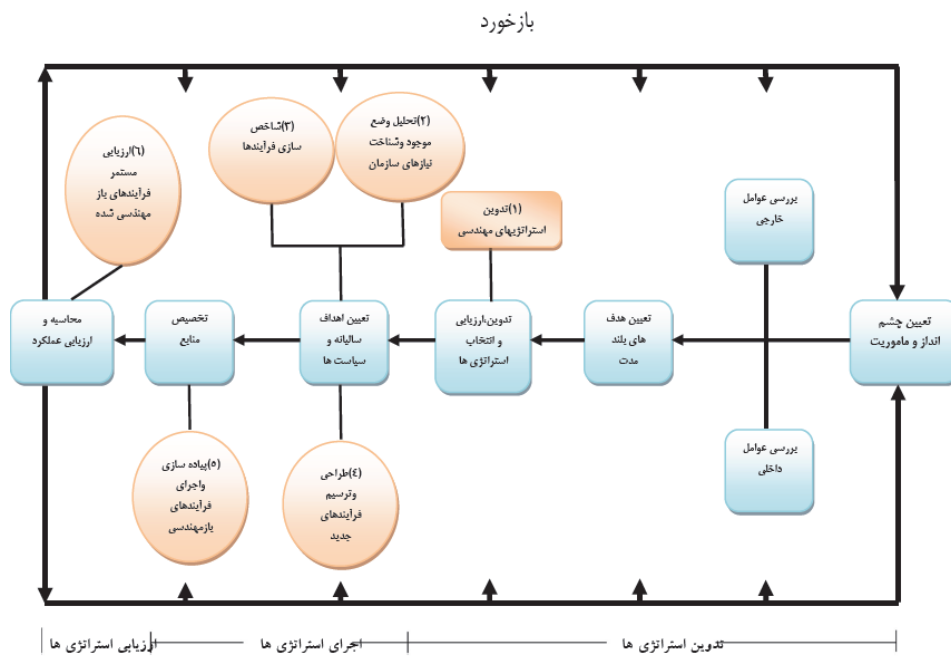 بازخورد
(۲)تحلیل وضع
موجود وشناخت
نیازهای سازمان
(۳)شاخص
سازی فرآیندها
(٦)ارزیابی
مستمر
فرآیندهای باز
مهندسی شده
(۱)تدوین
استراتژیهای مهندسی
بررسی عوامل
خارجی
تعیین چشم
انداز و ماموریت
تعیین هدف
های بلند
مدت
تدوین،ارزیابی
و انتخاب
استراتژی ها
تعیین اهداف
سالیانه و
سیاست ها
تخصیص
منابع
محاسبه و
ارزیابی عملکرد
بررسی عوامل
داخلی
(٤)طراحی
وترسیم
فرآیندهای
جدید
(٥)پیاده سازی
واجرای
فرآیندهای
بازمهندسی
تدوین استراتژی ها
اجرای استراتژی ها
ارزیابی استراتژی ها